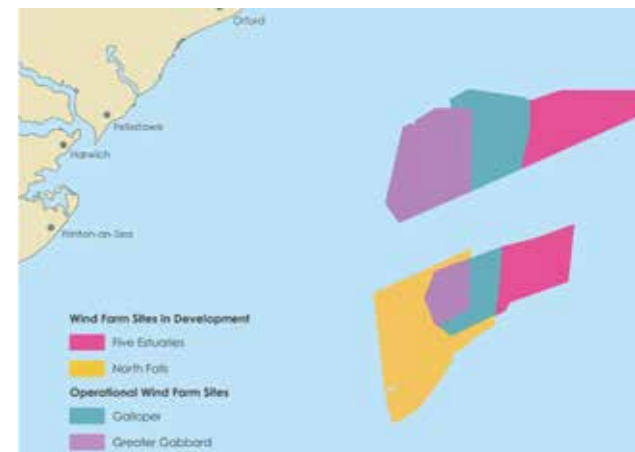 Orford
Felixstowe
Harwich
Frinton-on-Sea
Wind Farm Sites in Development
Five Estuaries
North Falls
Operational Wind Farm Sites
Galloper
Greater Gabbard